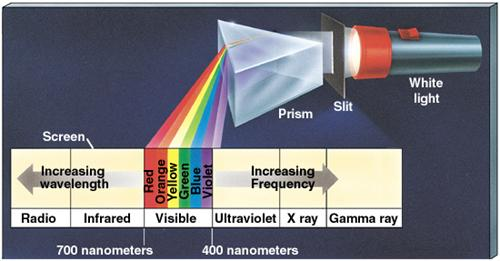 White
light
Slit
Prism
Screen
Increasing
wavelength
Red
Orange
Yellow
Green
Blue
Violet
Increasing
Frequency
Radio
Infrared
Visible
Ultraviolet
X ray
Gamma ray
700 nanometers
400 nanometers